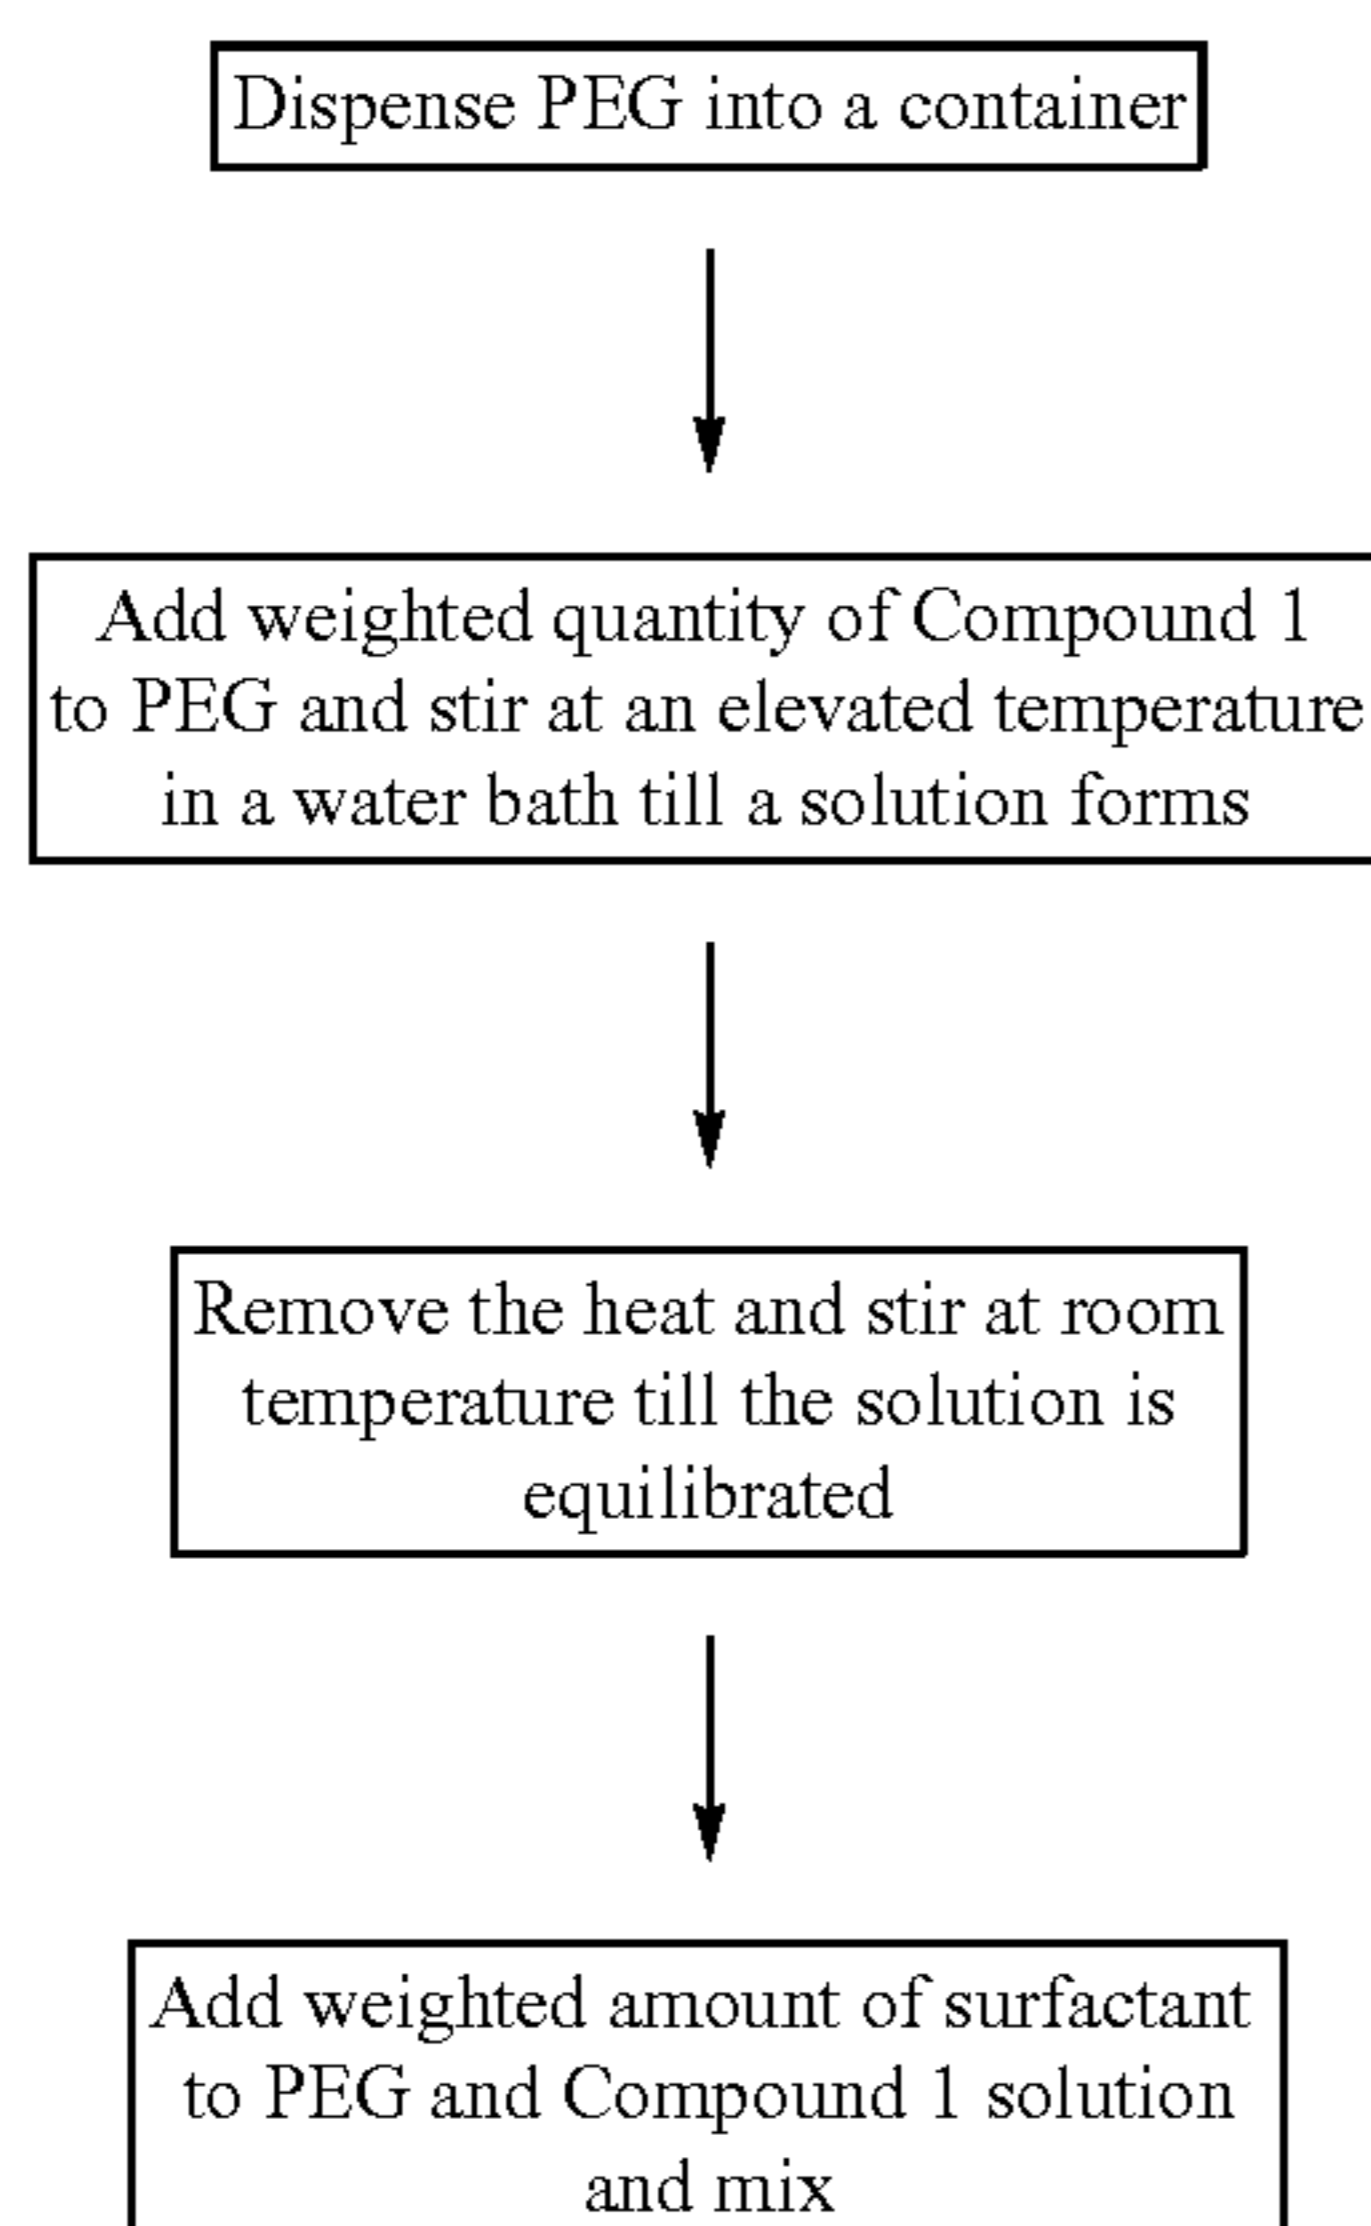 Dispense PEG into a container
Add weighted quantity of Compound 1
to PEG and stir at an elevated temperature
in a water bath till a solution forms
Remove the heat and stir at room
temperature till the solution is
equilibrated
Add weighted amount of surfactant
to PEG and Compound 1 solution
and mix